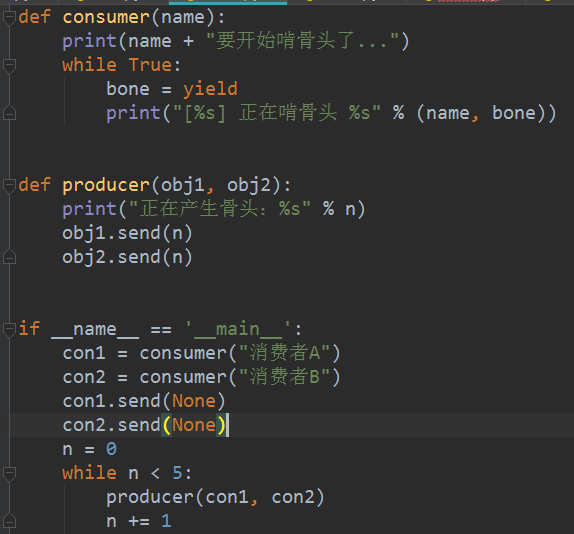 def consumer(name):
    print(name + "要开始啃骨头了...")
    while True:
        bone = yield
        print("[%s] 正在啃骨头 %s" % (name, bone))
def producer(obj1, obj2):
    print("正在产生骨头：%s" % n)
    obj1.send(n)
    obj2.send(n)
if __name__ == '__main__':
    con1 = consumer("消费者A")
    con2 = consumer("消费者B")
    con1.send(None)
    con2.send(None)
    n = 0
    while n < 5:
        producer(con1, con2)
        n += 1